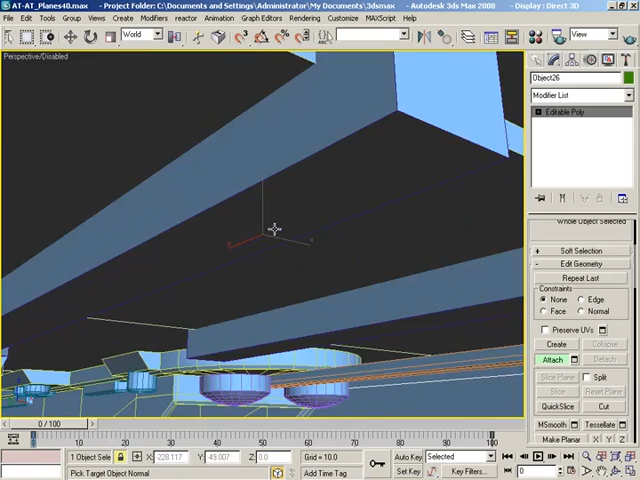 AT-AT_Planes40.max - Project Folder: C:\Documents and Settings\Administrator\My Documents\3dsmax - Autodesk 3ds Max 2008 - Display : Direct 3D
File Edit Tools Group Views Create Modifiers reactor Animation Graph Editors Rendering Customize MAXScript Help
World
View
Perspective/Disabled
Object26
Modifier List
Editable Poly
Whole Object Selected
+ Soft Selection
- Edit Geometry
Repeat Last
Constraints
None Edge
Face Normal
Preserve UVs
Create Collapse
Attach Detach
Slice Plane Split
Slice Reset Plane
QuickSlice Cut
MSmooth Tessellate
Make Planar X Y Z
0 / 100
0 10 20 30 40 50 60 70 80 90 100
1 Object Sele X: -228.117 Y: -49.007 Z: 0.0 Grid = 10.0 Auto Key Selected
Pick Target Object Normal Add Time Tag Set Key Key Filters... 0